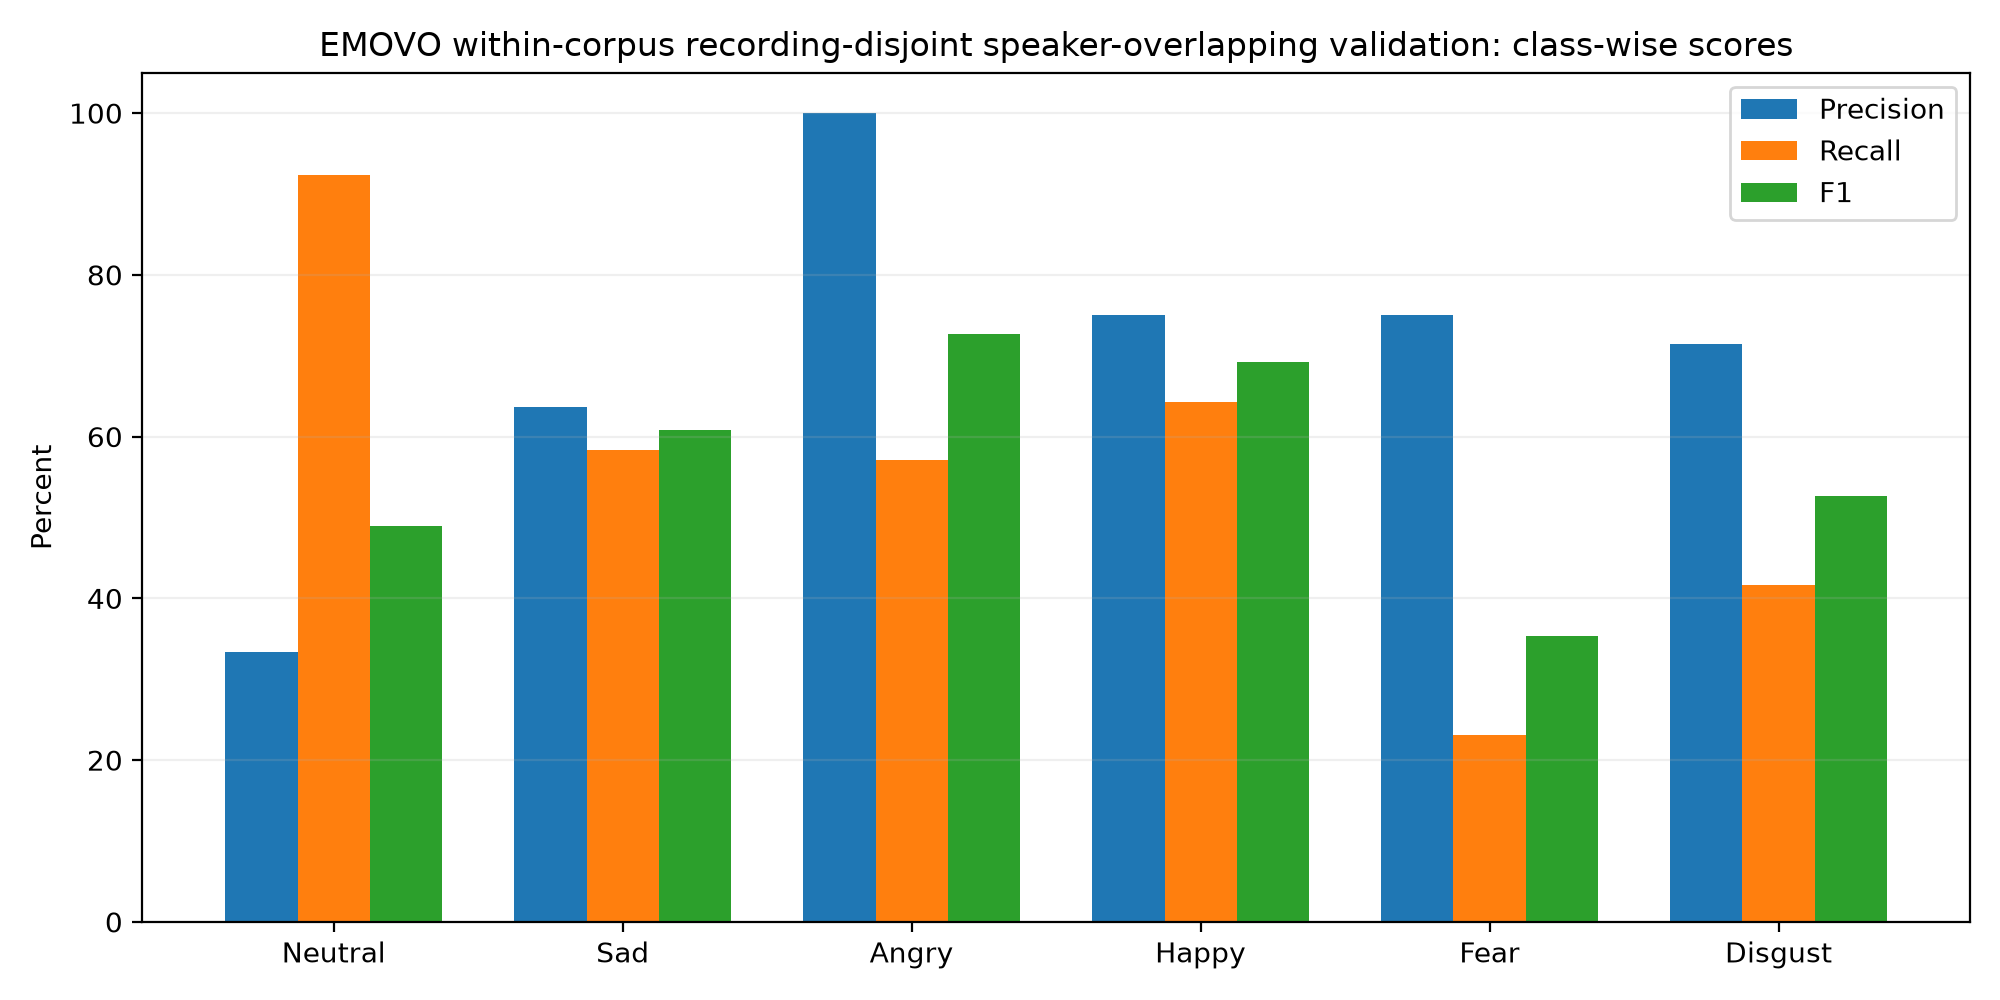 EMOVO within-corpus recording-disjoint speaker-overlapping validation: class-wise scores
Precision
Recall
F1
Percent
100
80
60
40
20
0
Neutral Sad Angry Happy Fear Disgust